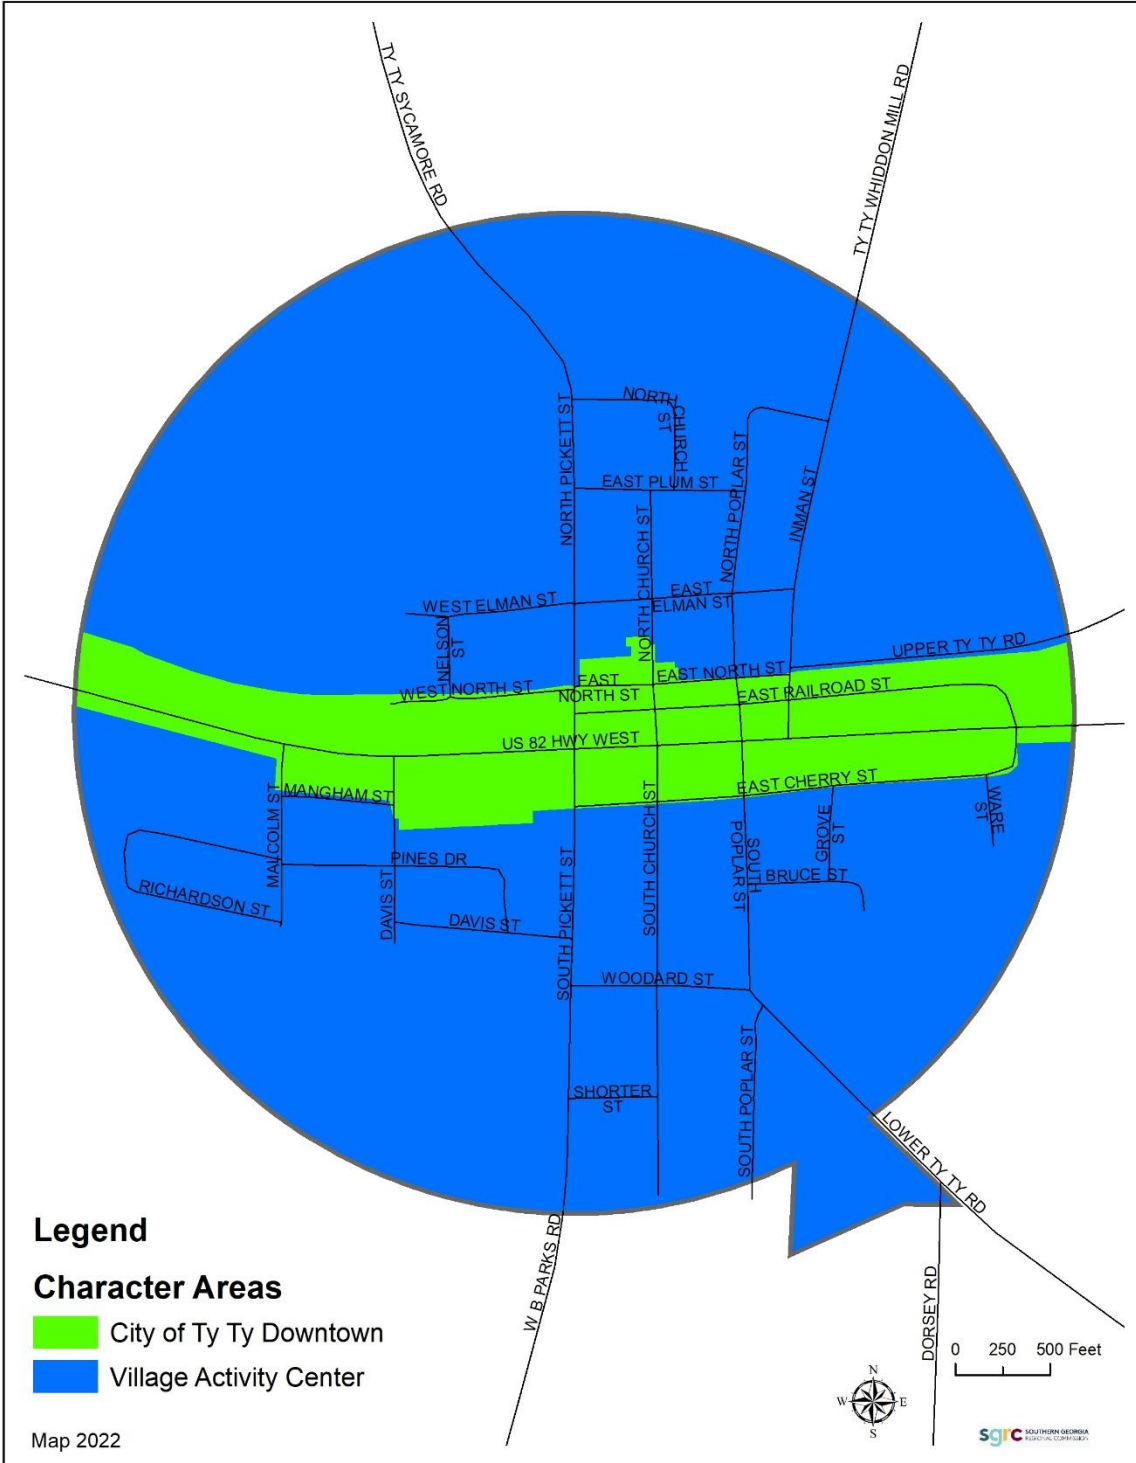 TY TY SYCAMORE RD
TY TY WHIDDON MILL RD
NORTH
CHURCH
ST
NORTH PICKETT ST
EAST PLUM ST
NORTH POPLAR ST
INMAN ST
NORTH CHURCH ST
WEST ELMAN ST
EAST
ELMAN ST
NELSON
ST
UPPER TY TY RD
WEST NORTH ST
EAST
NORTH ST
EAST NORTH ST
EAST RAILROAD ST
US 82 HWY WEST
MALCOLM ST
MANGHAM ST
EAST CHERRY ST
WARE
ST
GROVE
ST
SOUTH
POPLAR ST
BRUCE ST
SOUTH PICKETT ST
SOUTH CHURCH ST
PINES DR
RICHARDSON ST
DAVIS ST
DAVIS ST
WOODARD ST
SOUTH POPLAR ST
SHORTER
ST
LOWER TY TY RD
W B PARKS RD
DORSEY RD
Legend
Character Areas
City of Ty Ty Downtown
Village Activity Center
Map 2022
0 250 500 Feet
N
W E
S
sgrc SOUTHERN GEORGIA
REGIONAL COMMISSION